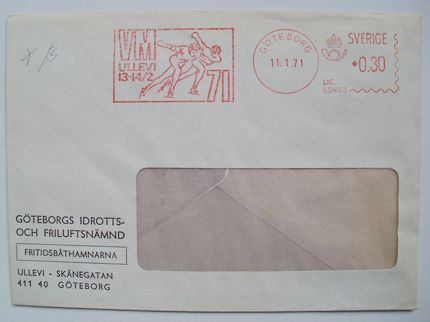 VM
ULLEVI
13-14/2
71
GÖTEBORG
11.1.71
SVERIGE
0.30
LIC.
50473
GÖTEBORGS IDROTTS-
OCH FRILUFTSNÄMND
FRITIDSBÅTHAMNARNA
ULLEVI - SKÅNEGATAN
411 40 GÖTEBORG